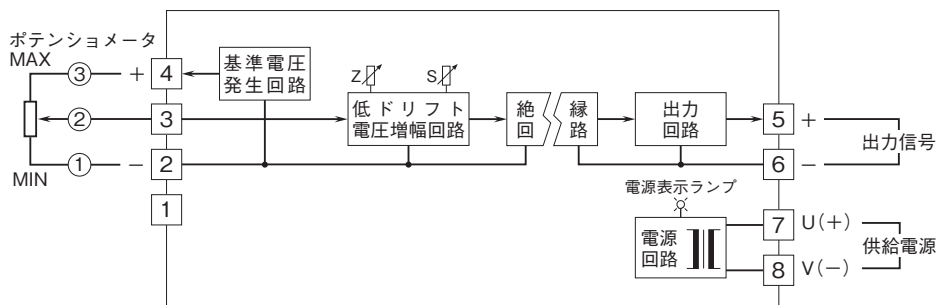 ポテンショメータ
MAX
③
+
4
基準電圧
発生回路
Z
S
②
3
低ドリフト
電圧増幅回路
絶
回
縁
路
出力
回路
5
+
出力信号
①
−
2
MIN
6
−
1
電源表示ランプ
電源
回路
7
U(+)
供給電源
8
V(−)